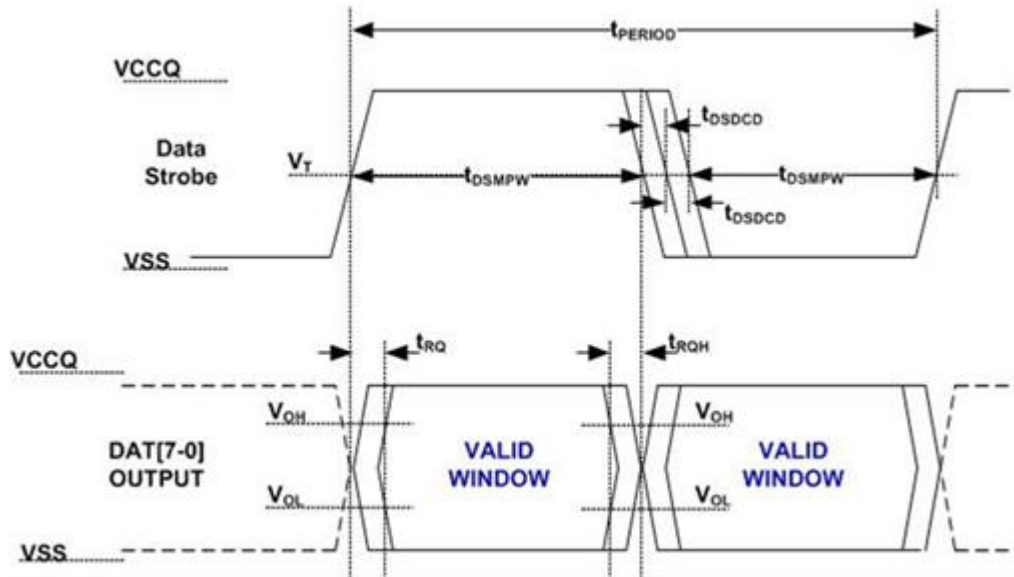 tPERIOD
VCCQ
tDSDCD
Data
Strobe
VT
tDSMPW
tDSMPW
tDSDCD
VSS
tRQ
tRQH
VCCQ
VOH
VOH
DAT[7-0]
OUTPUT
VALID
WINDOW
VALID
WINDOW
VOL
VOL
VSS